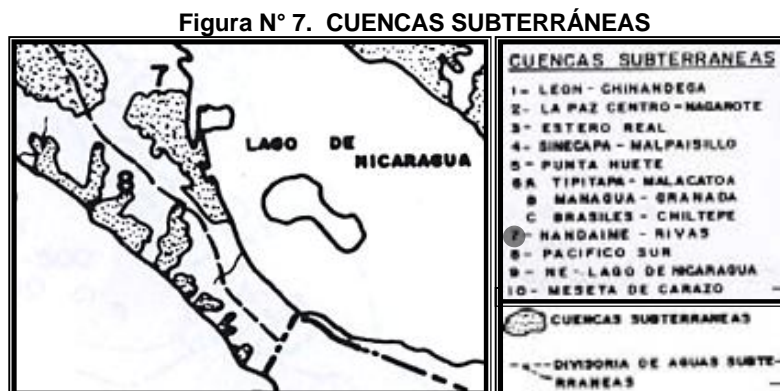 Figura N° 7. CUENCAS SUBTERRÁNEAS
7
LAGO DE
NICARAGUA
8
CUENCAS SUBTERRANEAS
1- LEON - CHINANDEGA
2- LA PAZ CENTRO - NAGAROTE
3- ESTERO REAL
4- SINECAPA - MALPAISILLO
5- PUNTA HUETE
6A TIPITAPA - MALACATOA
B MANAGUA - GRANADA
C BRASILES - CHILTEPE
7- NANDAIME - RIVAS
8- PACIFICO SUR
9- NE- LAGO DE NICARAGUA
10- MESETA DE CARAZO
CUENCAS SUBTERRANEAS
DIVISORIA DE AGUAS SUBTE-
RRANEAS